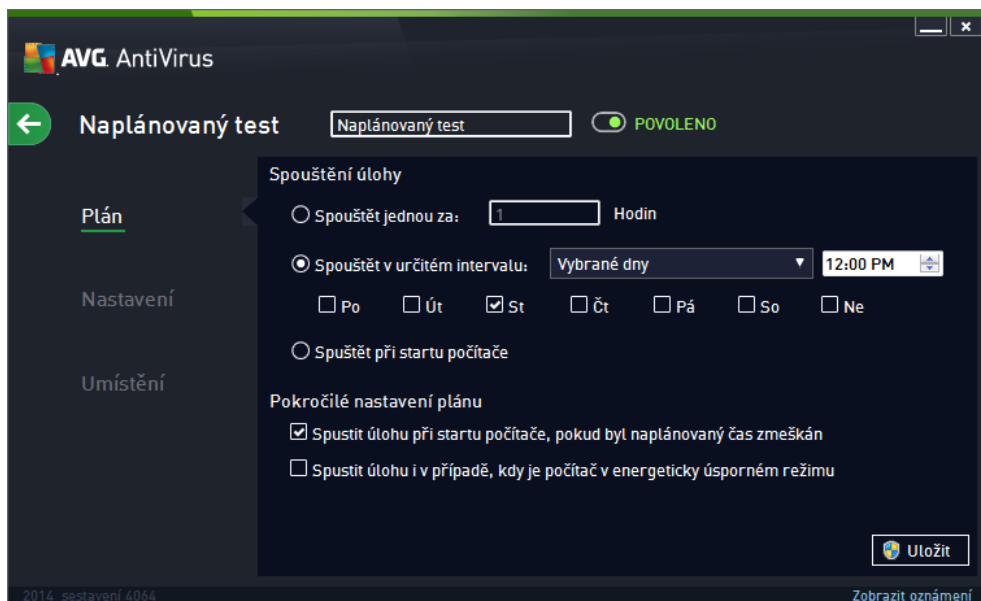 AVG. AntiVirus
Naplánovaný test
Naplánovaný test
POVOLENO
Plán
Nastavení
Umístění
Spouštění úlohy
Spouštět jednou za: 1 Hodin
Spouštět v určitém intervalu: Vybrané dny 12:00 PM
Po Út St Čt Pá So Ne
Spuštět při startu počítače
Pokročilé nastavení plánu
Spustit úlohu při startu počítače, pokud byl naplánovaný čas zmeškán
Spustit úlohu i v případě, kdy je počítač v energeticky úsporném režimu
Uložit
2014 sestavení 4064
Zobrazit oznámení